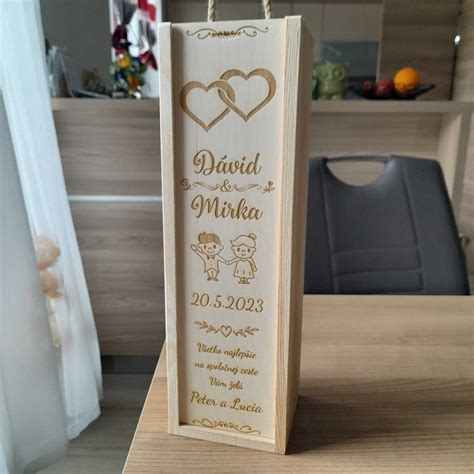 Dávid
&
Mirka
20.5.2023
Všetko najlepšie
na spoločnej ceste
Vám želá
Peter a Lucia